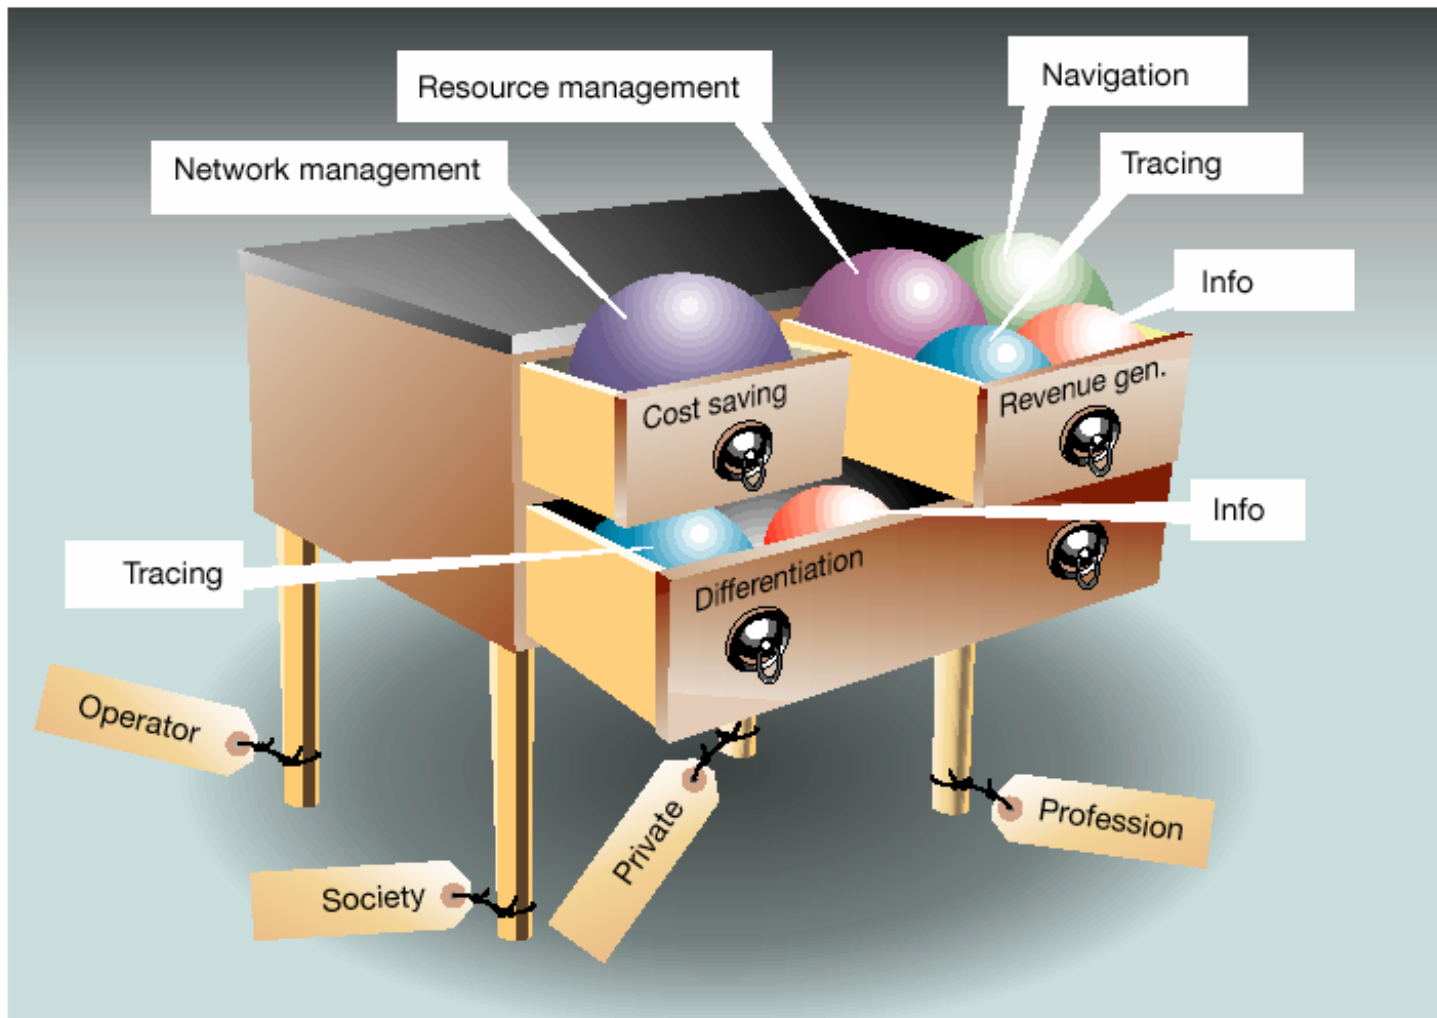 Resource management
Navigation
Network management
Tracing
Info
Cost saving
Revenue gen.
Info
Tracing
Differentiation
Operator
Society
Private
Profession